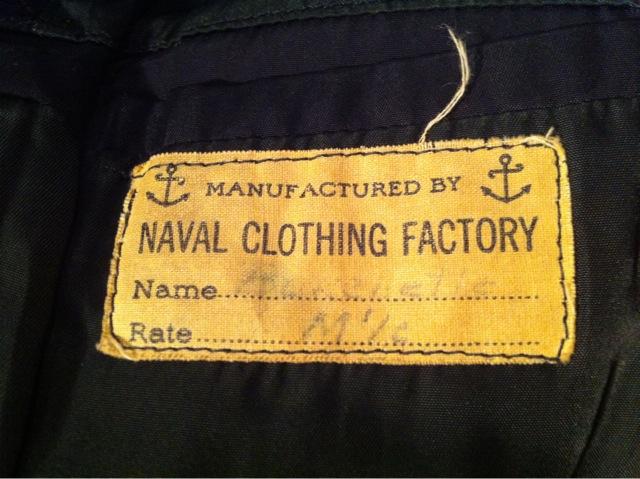 MANUFACTURED BY
NAVAL CLOTHING FACTORY
Name
Rate